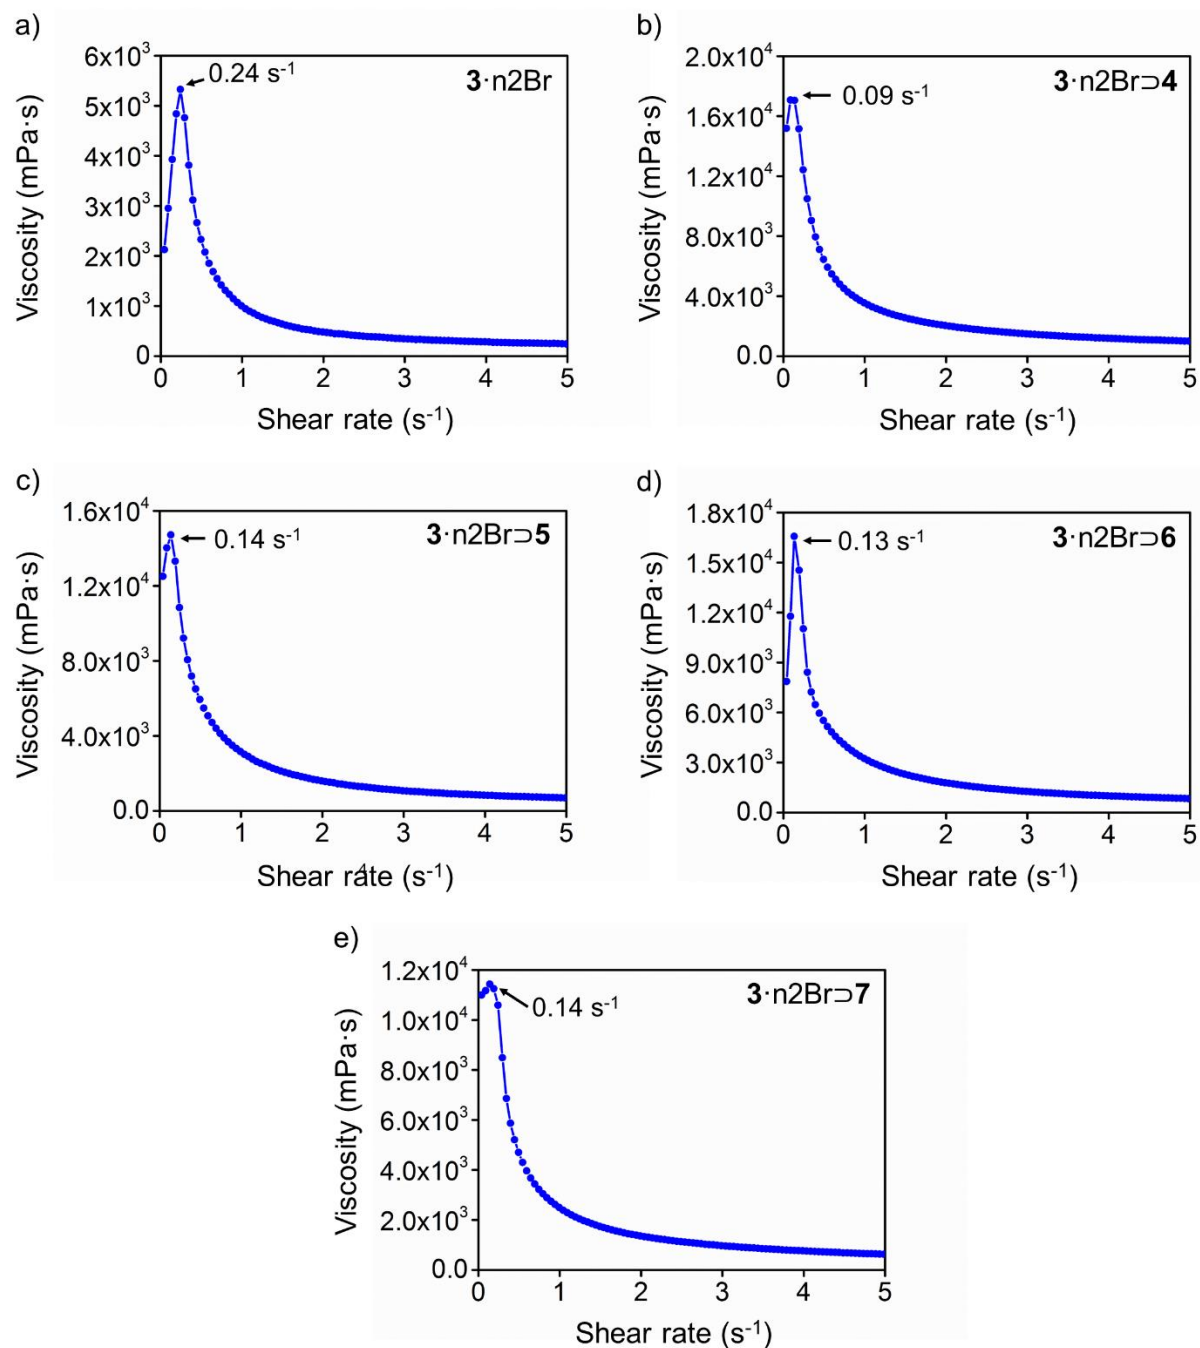 a)
6x10³
5x10³
4x10³
3x10³
2x10³
1x10³
0
Viscosity (mPa·s)
0.24 s⁻¹
3·n2Br
0 1 2 3 4 5
Shear rate (s⁻¹)
b)
2.0x10⁴
1.6x10⁴
1.2x10⁴
8.0x10³
4.0x10³
0.0
Viscosity (mPa·s)
0.09 s⁻¹
3·n2Br⊃4
0 1 2 3 4 5
Shear rate (s⁻¹)
c)
1.6x10⁴
1.2x10⁴
8.0x10³
4.0x10³
0.0
Viscosity (mPa·s)
0.14 s⁻¹
3·n2Br⊃5
0 1 2 3 4 5
Shear rate (s⁻¹)
d)
1.8x10⁴
1.5x10⁴
1.2x10⁴
9.0x10³
6.0x10³
3.0x10³
0.0
Viscosity (mPa·s)
0.13 s⁻¹
3·n2Br⊃6
0 1 2 3 4 5
Shear rate (s⁻¹)
e)
1.2x10⁴
1.0x10⁴
8.0x10³
6.0x10³
4.0x10³
2.0x10³
0.0
Viscosity (mPa·s)
0.14 s⁻¹
3·n2Br⊃7
0 1 2 3 4 5
Shear rate (s⁻¹)